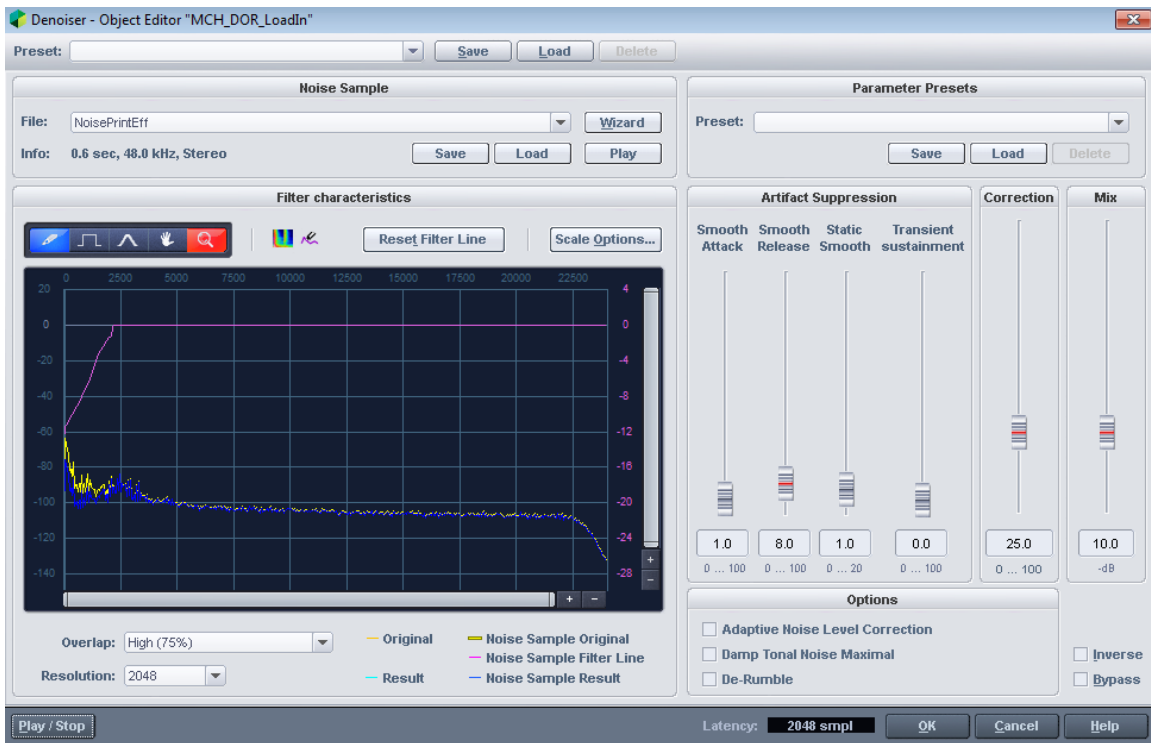 Denoiser - Object Editor "MCH_DOR_LoadIn"
Preset: Save Load Delete
Noise Sample
File: NoisePrintEff Wizard
Info: 0.6 sec, 48.0 kHz, Stereo Save Load Play
Parameter Presets
Preset:
Save Load Delete
Filter characteristics
Reset Filter Line Scale Options...
0 2500 5000 7500 10000 12500 15000 17500 20000 22500
20 4
0 0
-20 -4
-40 -8
-60 -12
-80 -16
-100 -20
-120 -24
-140 -28
+
−
+ −
Overlap: High (75%)
Resolution: 2048
Original
Result
Noise Sample Original
Noise Sample Filter Line
Noise Sample Result
Artifact Suppression
Smooth Attack
Smooth Release
Static Smooth
Transient sustainment
1.0 8.0 1.0 0.0
0 ... 100 0 ... 100 0 ... 20 0 ... 100
Correction
25.0
0 ... 100
Mix
10.0
-dB
Options
Adaptive Noise Level Correction
Damp Tonal Noise Maximal
De-Rumble
Inverse
Bypass
Play / Stop
Latency: 2048 smpl OK Cancel Help